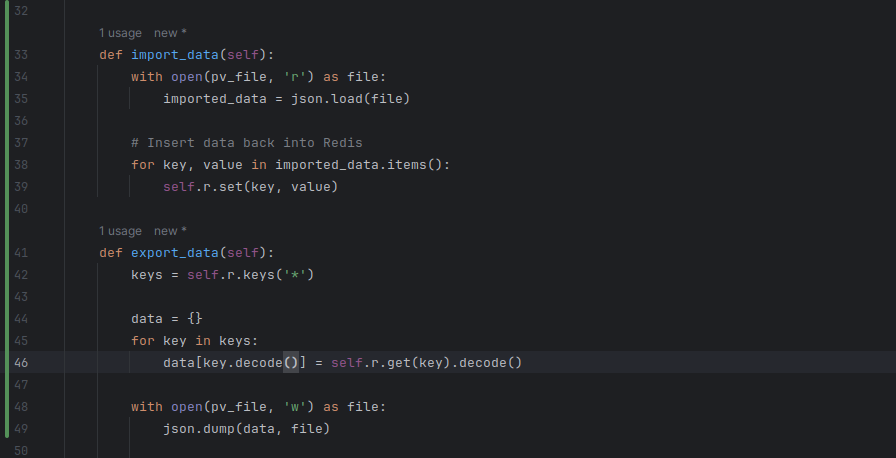 32
1 usage new *
33 def import_data(self):
34 with open(pv_file, 'r') as file:
35 imported_data = json.load(file)
36
37 # Insert data back into Redis
38 for key, value in imported_data.items():
39 self.r.set(key, value)
40
1 usage new *
41 def export_data(self):
42 keys = self.r.keys('*')
43
44 data = {}
45 for key in keys:
46 data[key.decode()] = self.r.get(key).decode()
47
48 with open(pv_file, 'w') as file:
49 json.dump(data, file)
50